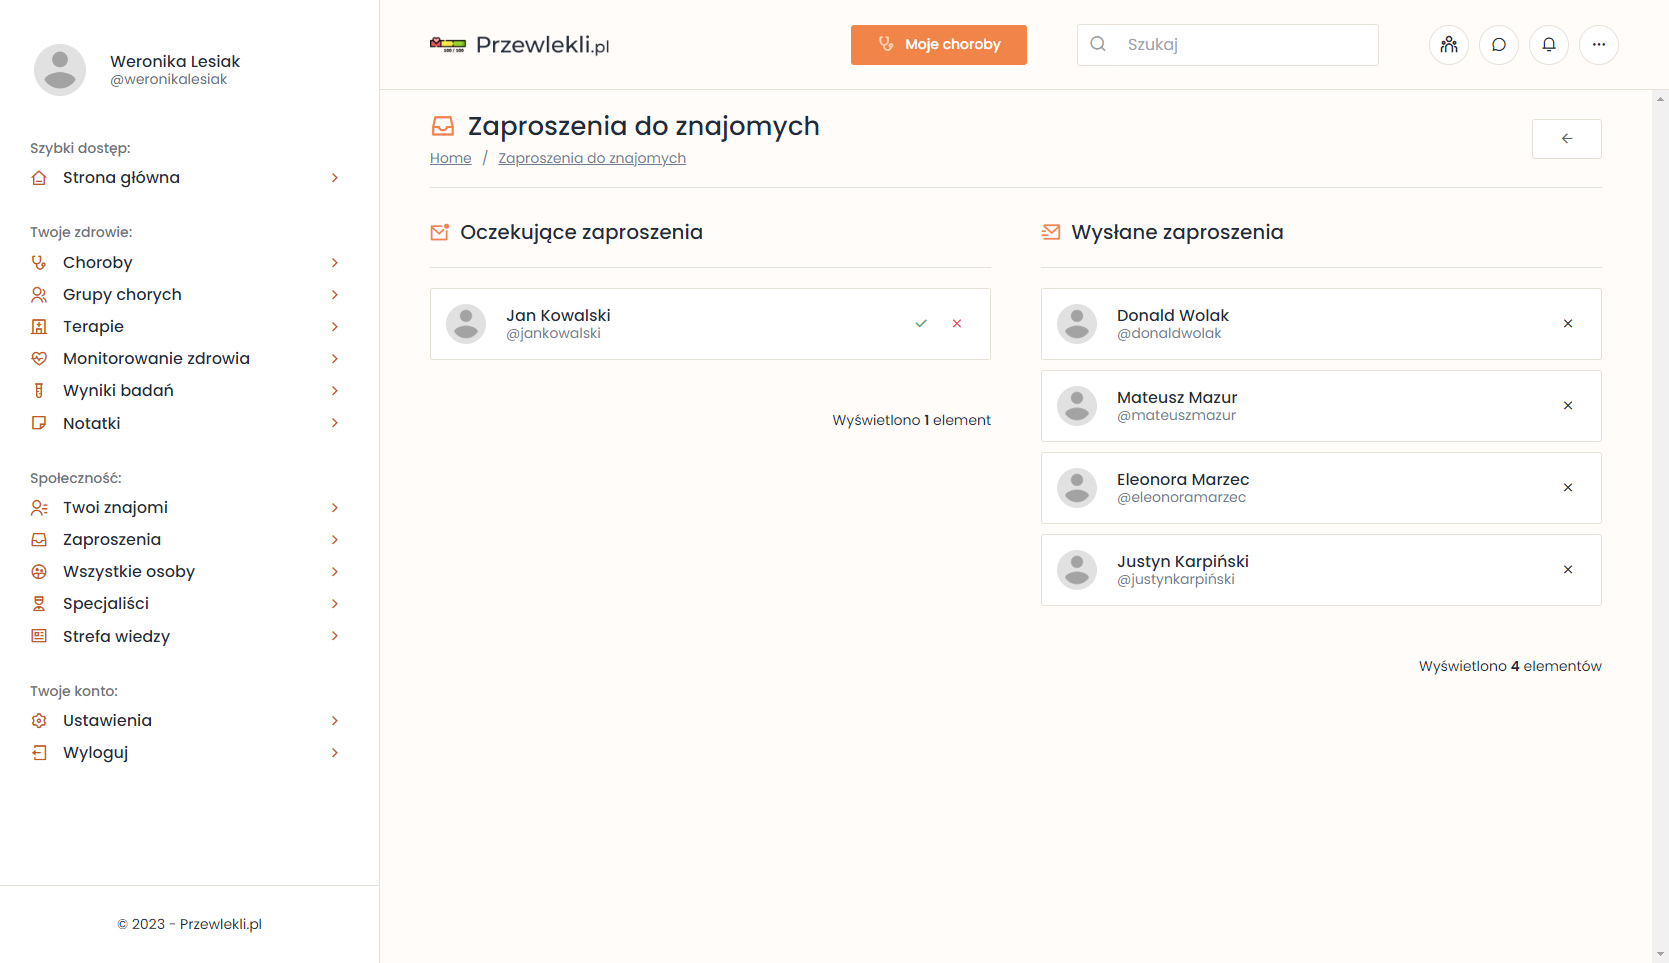 Weronika Lesiak
@weronikalesiak
Szybki dostęp:
Strona główna
Twoje zdrowie:
Choroby
Grupy chorych
Terapie
Monitorowanie zdrowia
Wyniki badań
Notatki
Społeczność:
Twoi znajomi
Zaproszenia
Wszystkie osoby
Specjaliści
Strefa wiedzy
Twoje konto:
Ustawienia
Wyloguj
© 2023 - Przewlekli.pl
100 / 100
Przewlekli.pl
Moje choroby
Szukaj
Zaproszenia do znajomych
Home / Zaproszenia do znajomych
Oczekujące zaproszenia
Jan Kowalski
@jankowalski
Wyświetlono 1 element
Wysłane zaproszenia
Donald Wolak
@donaldwolak
Mateusz Mazur
@mateuszmazur
Eleonora Marzec
@eleonoramarzec
Justyn Karpiński
@justynkarpiński
Wyświetlono 4 elementów